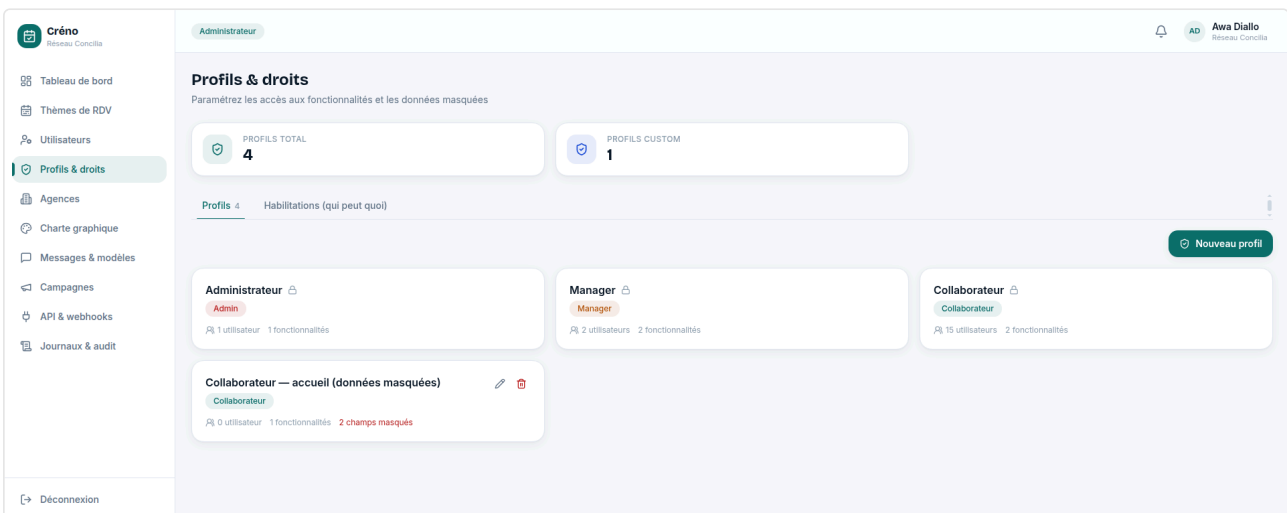 Créno
Réseau Concilia
Administrateur
AD
Awa Diallo
Réseau Concilia
Tableau de bord
Thèmes de RDV
Utilisateurs
Profils & droits
Agences
Charte graphique
Messages & modèles
Campagnes
API & webhooks
Journaux & audit
Déconnexion
Profils & droits
Paramétrez les accès aux fonctionnalités et les données masquées
PROFILS TOTAL
4
PROFILS CUSTOM
1
Profils 4 Habilitations (qui peut quoi)
Nouveau profil
Administrateur
Admin
1 utilisateur 1 fonctionnalités
Manager
Manager
2 utilisateurs 2 fonctionnalités
Collaborateur
Collaborateur
15 utilisateurs 2 fonctionnalités
Collaborateur — accueil (données masquées)
Collaborateur
0 utilisateur 1 fonctionnalités 2 champs masqués